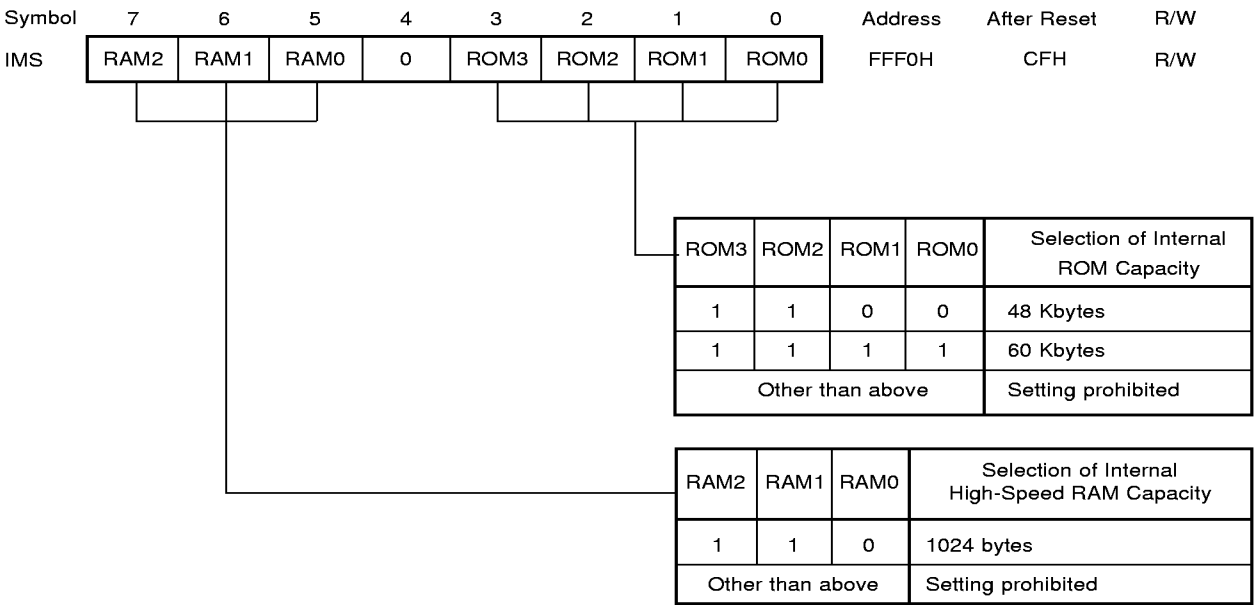 Symbol 7 6 5 4 3 2 1 0 Address After Reset R/W
IMS RAM2 RAM1 RAM0 0 ROM3 ROM2 ROM1 ROM0 FFF0H CFH R/W
ROM3 ROM2 ROM1 ROM0 Selection of Internal
ROM Capacity
1 1 0 0 48 Kbytes
1 1 1 1 60 Kbytes
Other than above Setting prohibited
RAM2 RAM1 RAM0 Selection of Internal
High-Speed RAM Capacity
1 1 0 1024 bytes
Other than above Setting prohibited